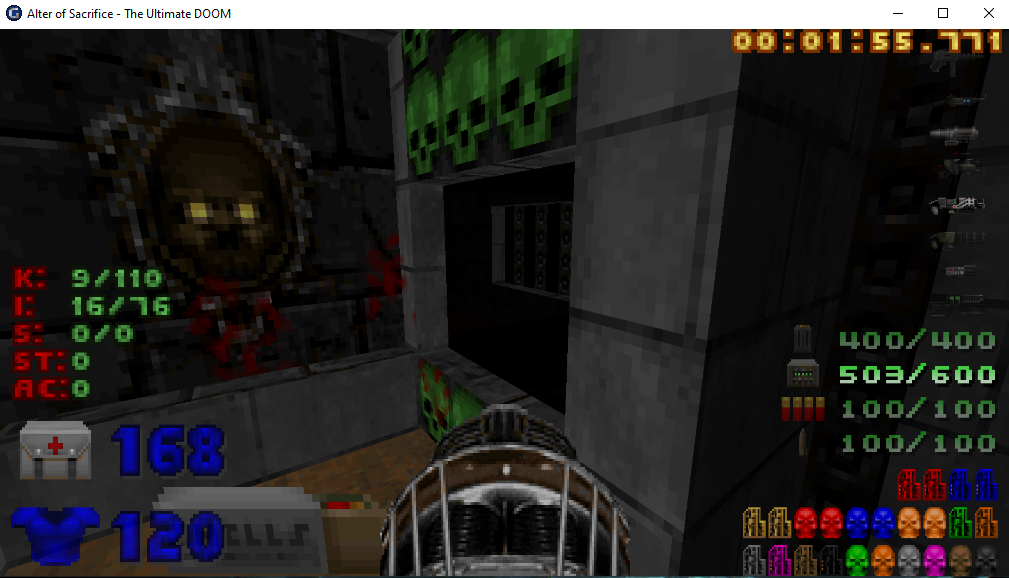 Alter of Sacrifice - The Ultimate DOOM
00:01:55.771
K: 9/110
I: 16/76
S: 0/0
ST: 0
AC: 0
400/400
503/600
100/100
100/100
168
120
CELLS